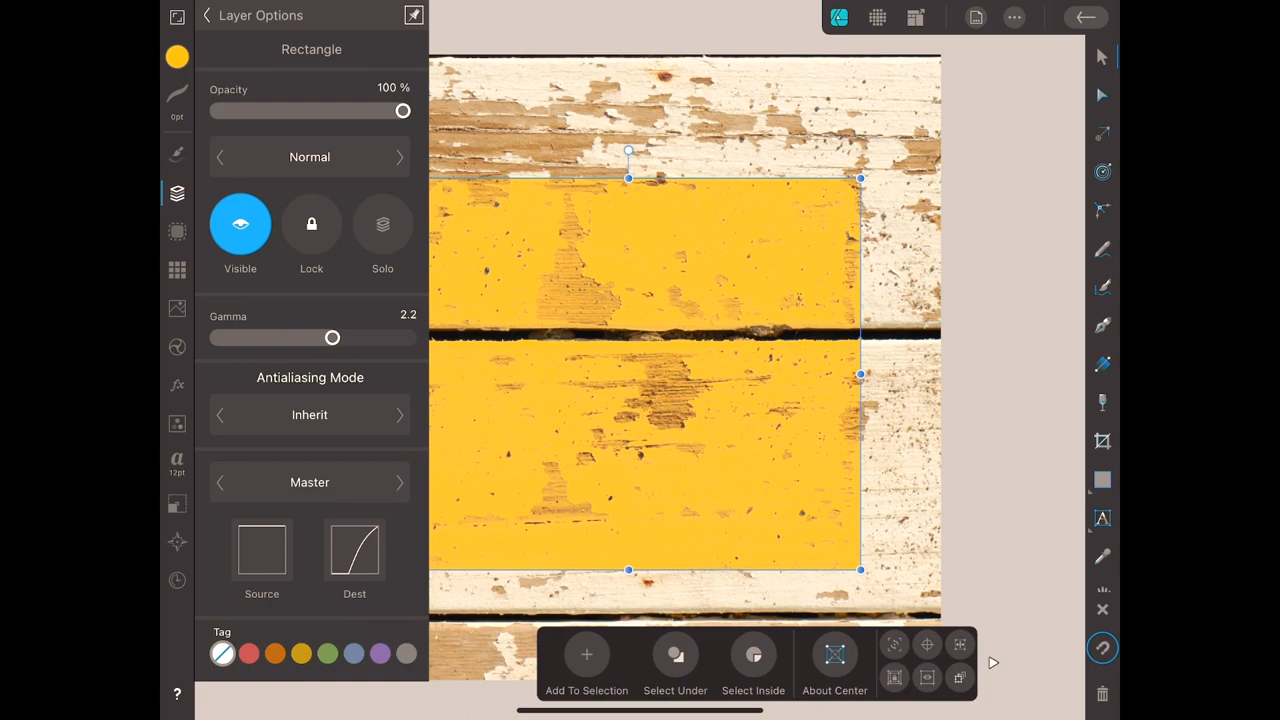 Layer Options
Rectangle
Opacity
100 %
0pt
Normal
Visible
Lock
Solo
Gamma
2.2
Antialiasing Mode
Inherit
a
12pt
Master
Source
Dest
Tag
?
fx
A
Add To Selection
Select Under
Select Inside
About Center